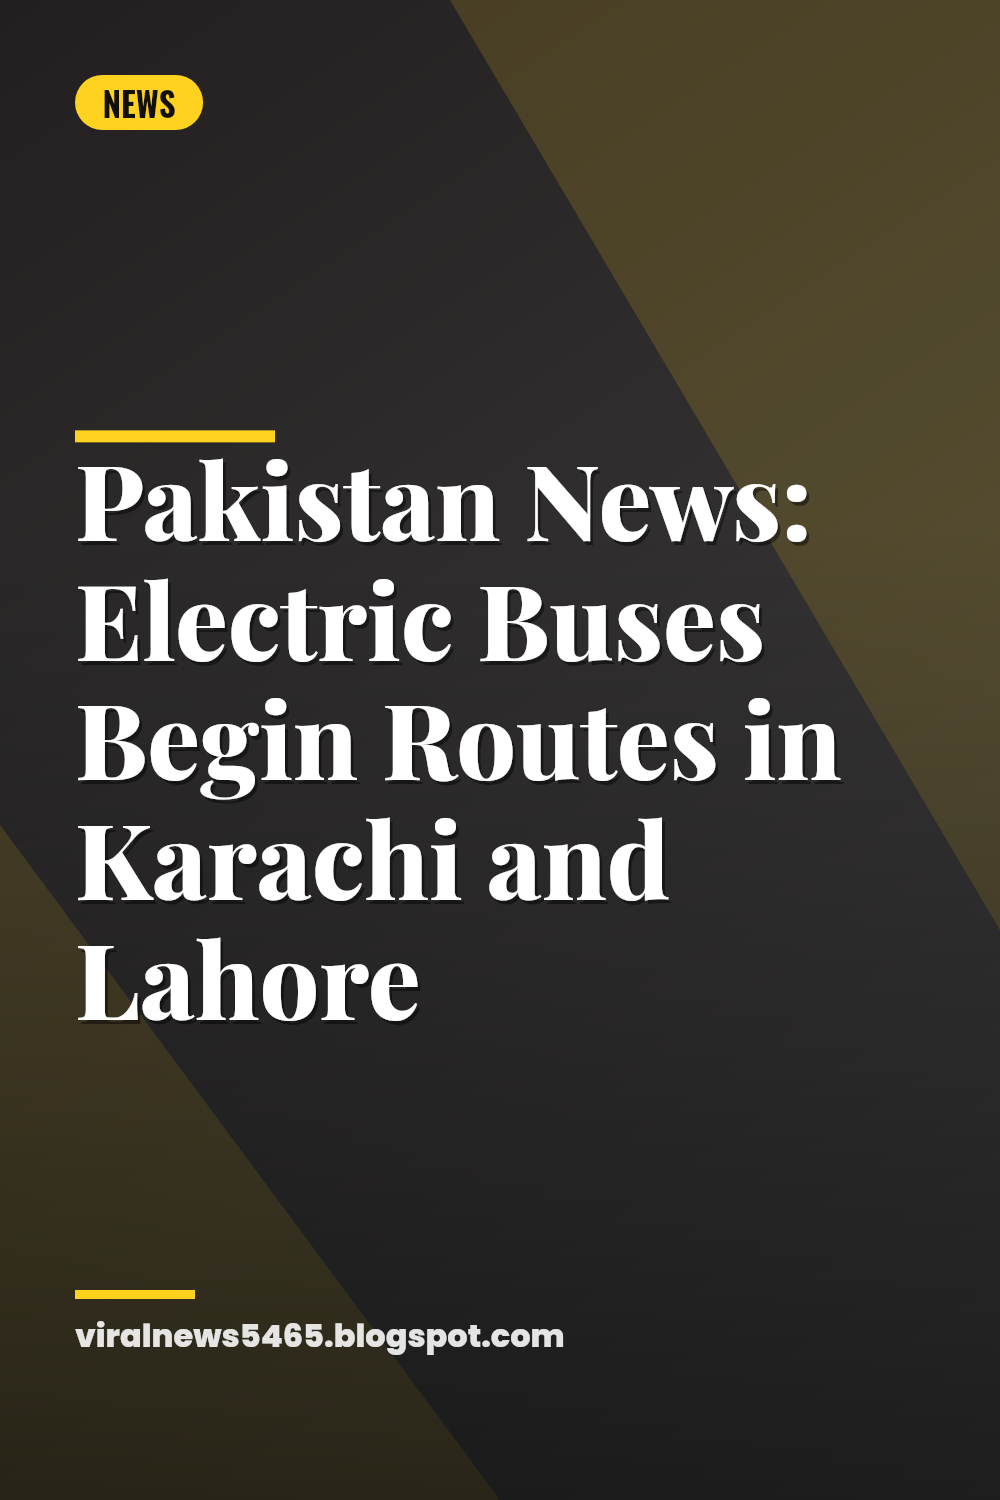 NEWS
Pakistan News:
Electric Buses
Begin Routes in
Karachi and
Lahore
viralnews5465.blogspot.com